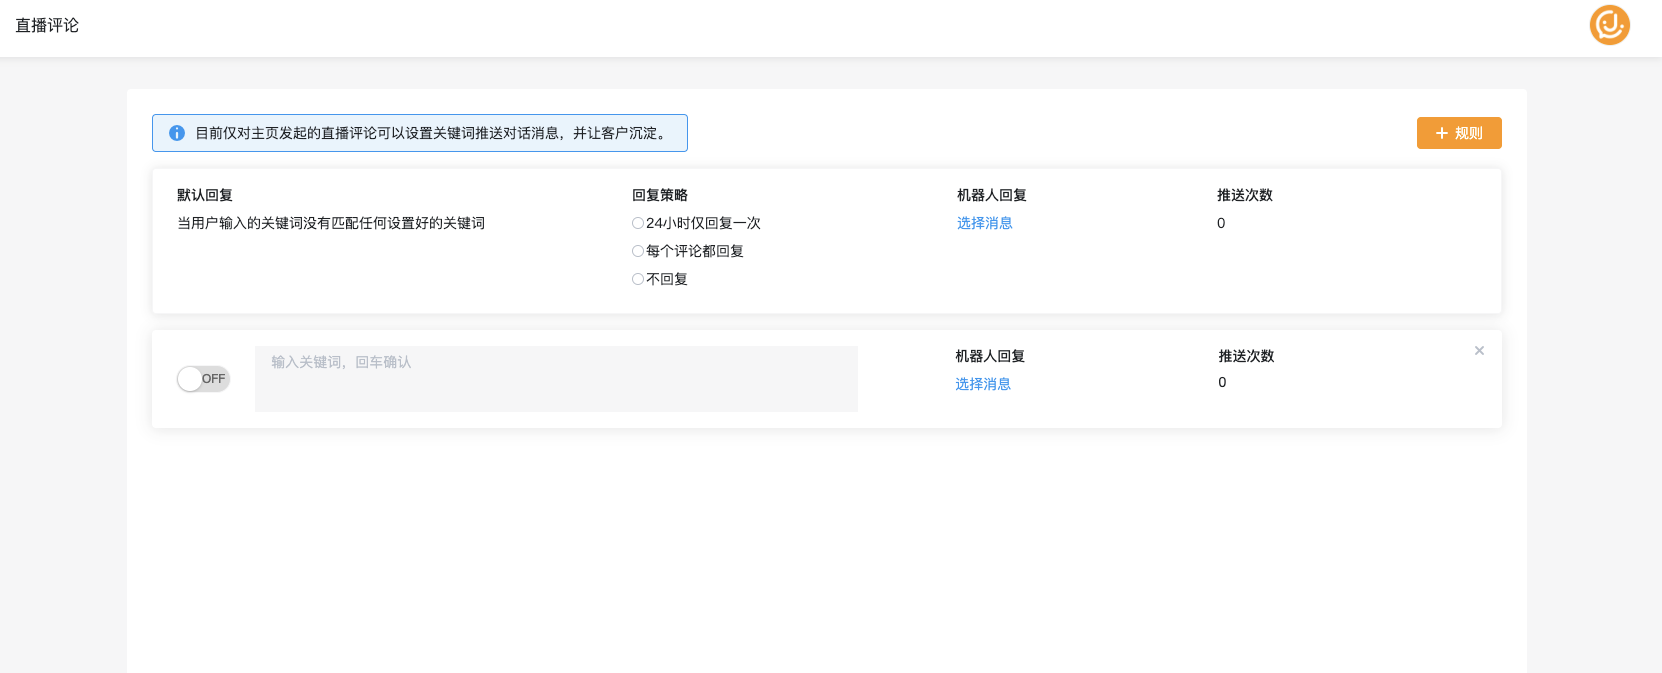 直播评论
目前仅对主页发起的直播评论可以设置关键词推送对话消息，并让客户沉淀。
规则
默认回复
当用户输入的关键词没有匹配任何设置好的关键词
回复策略
24小时仅回复一次
每个评论都回复
不回复
机器人回复
选择消息
推送次数
0
OFF
输入关键词，回车确认
机器人回复
选择消息
推送次数
0